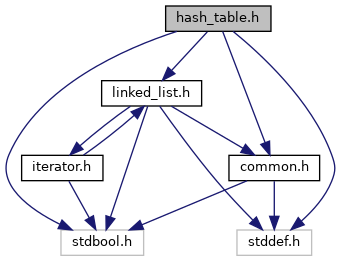 hash_table.h
linked_list.h
iterator.h
common.h
stdbool.h
stddef.h